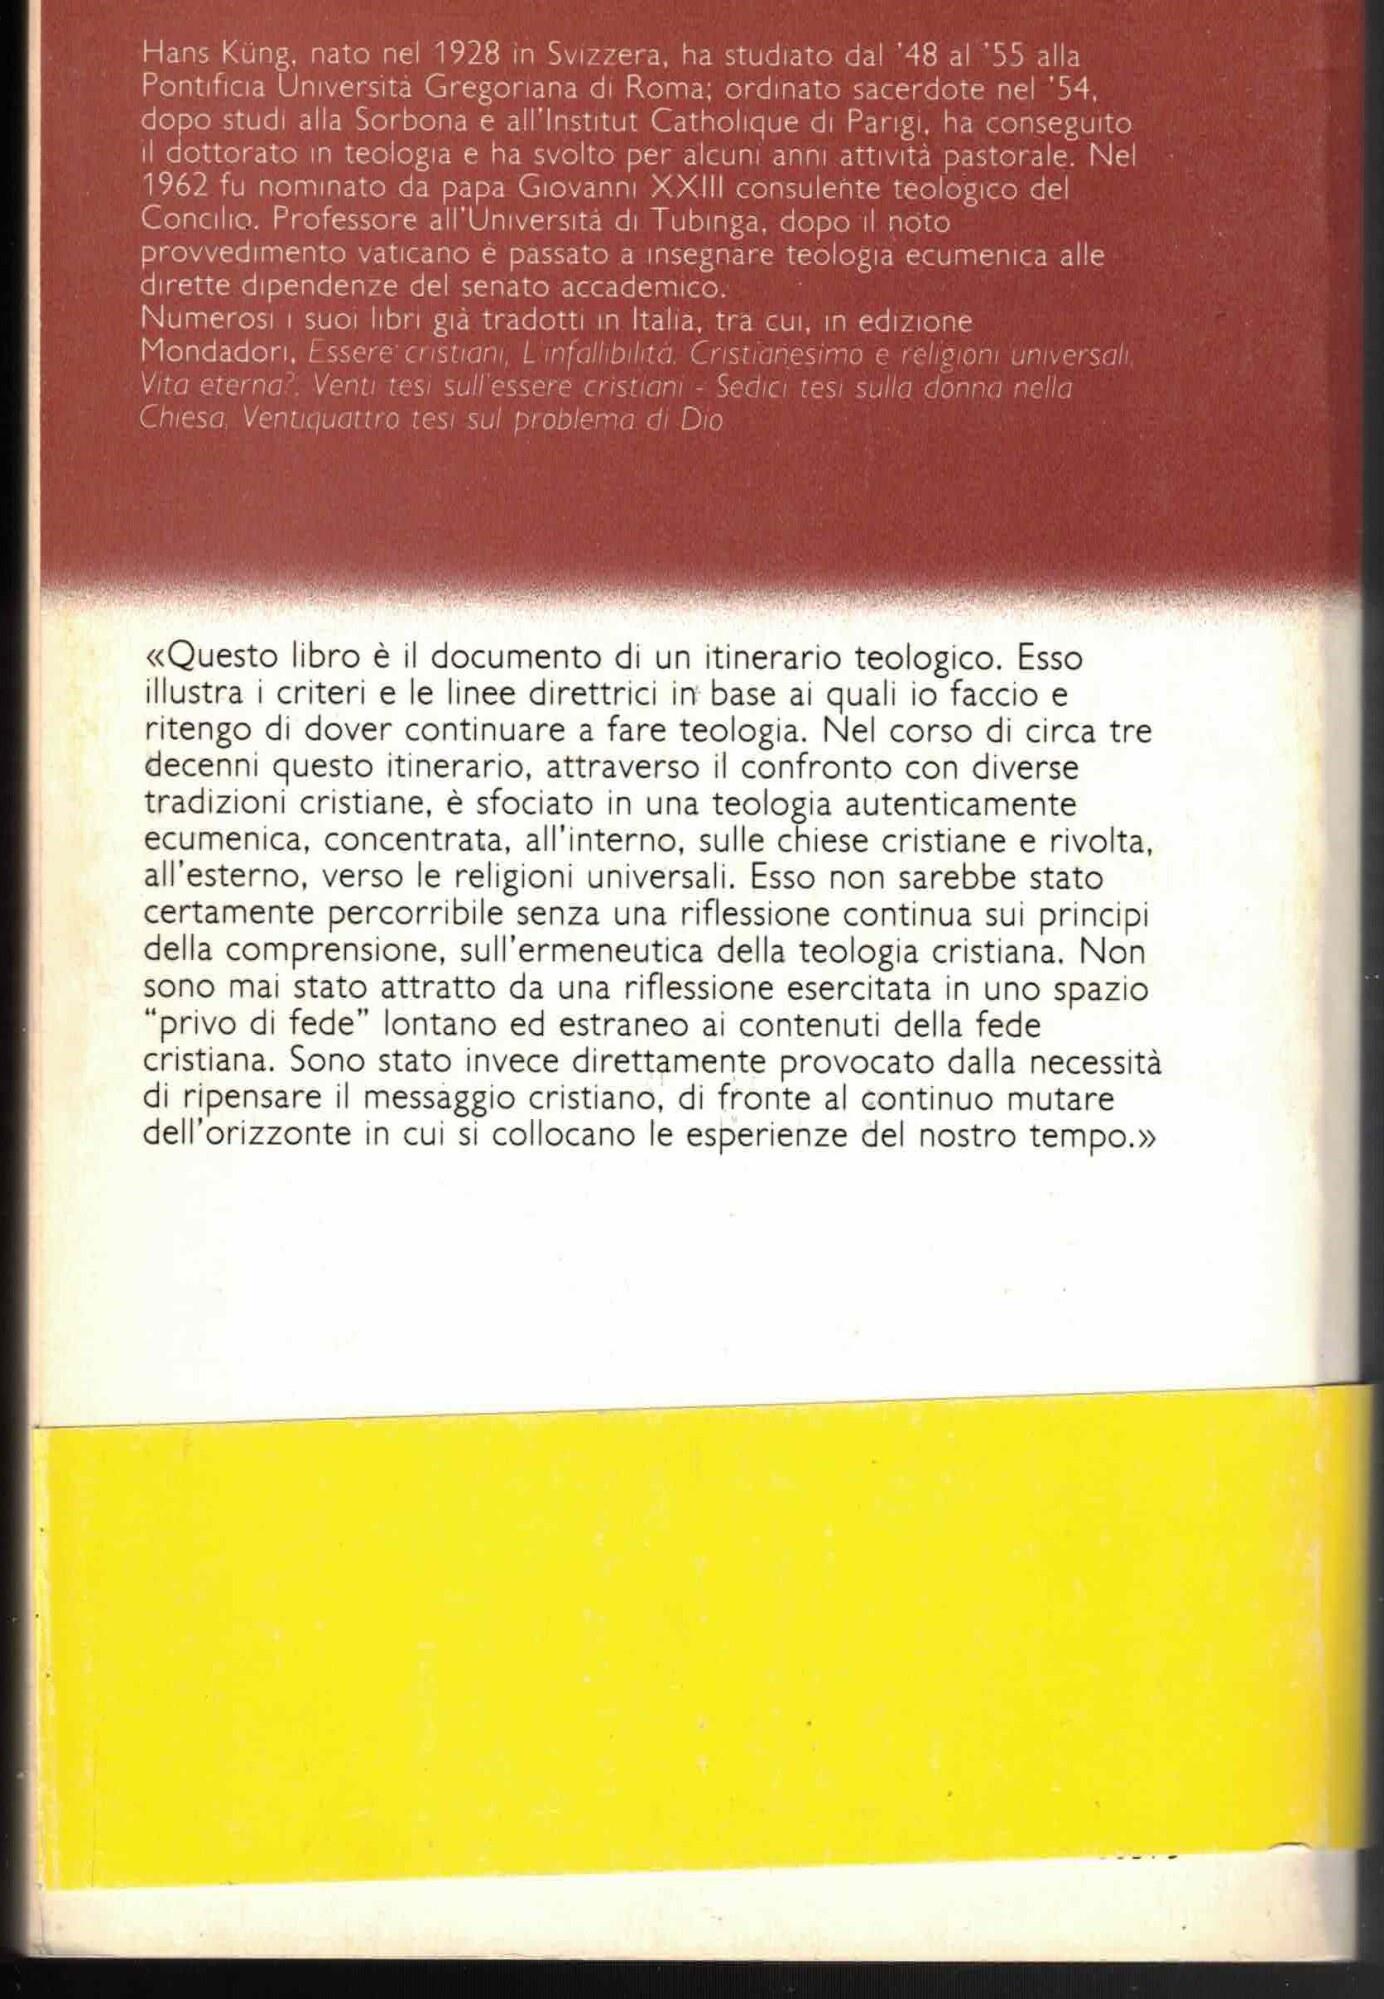 Hans Küng, nato nel 1928 in Svizzera, ha studiato dal '48 al '55 alla
Pontificia Università Gregoriana di Roma; ordinato sacerdote nel '54,
dopo studi alla Sorbona e all'Institut Catholique di Parigi, ha conseguito
il dottorato in teologia e ha svolto per alcuni anni attività pastorale. Nel
1962 fu nominato da papa Giovanni XXIII consulente teologico del
Concilio. Professore all'Università di Tubinga, dopo il noto
provvedimento vaticano è passato a insegnare teologia ecumenica alle
dirette dipendenze del senato accademico.
Numerosi i suoi libri già tradotti in Italia, tra cui, in edizione
Mondadori, Essere cristiani, L'infallibilità, Cristianesimo e religioni universali,
Vita eterna?, Venti tesi sull'essere cristiani - Sedici tesi sulla donna nella
Chiesa, Ventiquattro tesi sul problema di Dio
«Questo libro è il documento di un itinerario teologico. Esso
illustra i criteri e le linee direttrici in base ai quali io faccio e
ritengo di dover continuare a fare teologia. Nel corso di circa tre
decenni questo itinerario, attraverso il confronto con diverse
tradizioni cristiane, è sfociato in una teologia autenticamente
ecumenica, concentrata, all'interno, sulle chiese cristiane e rivolta,
all'esterno, verso le religioni universali. Esso non sarebbe stato
certamente percorribile senza una riflessione continua sui principi
della comprensione, sull'ermeneutica della teologia cristiana. Non
sono mai stato attratto da una riflessione esercitata in uno spazio
“privo di fede” lontano ed estraneo ai contenuti della fede
cristiana. Sono stato invece direttamente provocato dalla necessità
di ripensare il messaggio cristiano, di fronte al continuo mutare
dell'orizzonte in cui si collocano le esperienze del nostro tempo.»